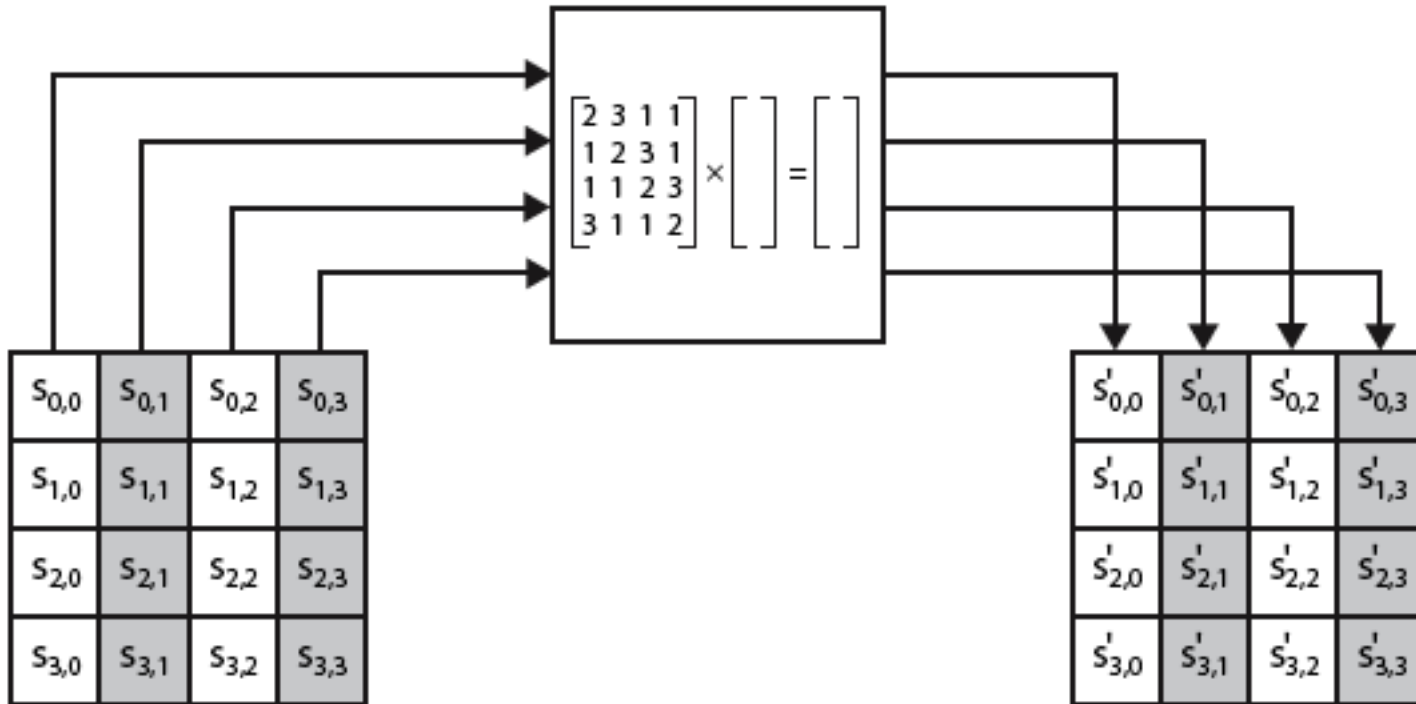 2 3 1 1
1 2 3 1
1 1 2 3
3 1 1 2
× =
S0,0 S0,1 S0,2 S0,3
S1,0 S1,1 S1,2 S1,3
S2,0 S2,1 S2,2 S2,3
S3,0 S3,1 S3,2 S3,3
S'0,0 S'0,1 S'0,2 S'0,3
S'1,0 S'1,1 S'1,2 S'1,3
S'2,0 S'2,1 S'2,2 S'2,3
S'3,0 S'3,1 S'3,2 S'3,3